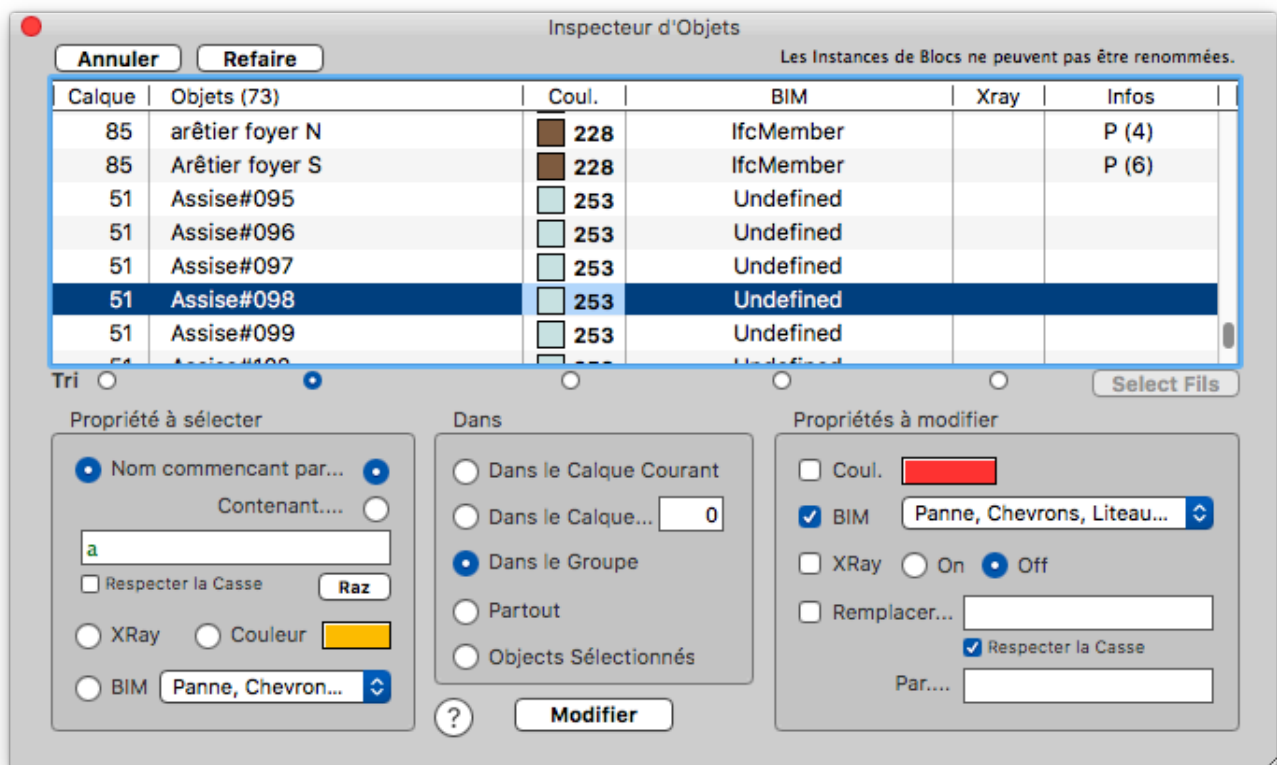 Inspecteur d'Objets
Annuler Refaire Les Instances de Blocs ne peuvent pas être renommées.
Calque Objets (73) Coul. BIM Xray Infos
85 arêtier foyer N 228 IfcMember P (4)
85 Arêtier foyer S 228 IfcMember P (6)
51 Assise#095 253 Undefined
51 Assise#096 253 Undefined
51 Assise#097 253 Undefined
51 Assise#098 253 Undefined
51 Assise#099 253 Undefined
Tri Select Fils
Propriété à sélecter Dans Propriétés à modifier
Nom commencant par... Dans le Calque Courant Coul.
Contenant.... Dans le Calque... 0 BIM Panne, Chevrons, Liteau...
a Dans le Groupe XRay On Off
Respecter la Casse Raz Partout Remplacer...
XRay Couleur Objects Sélectionnés Respecter la Casse
BIM Panne, Chevron... ? Modifier Par....